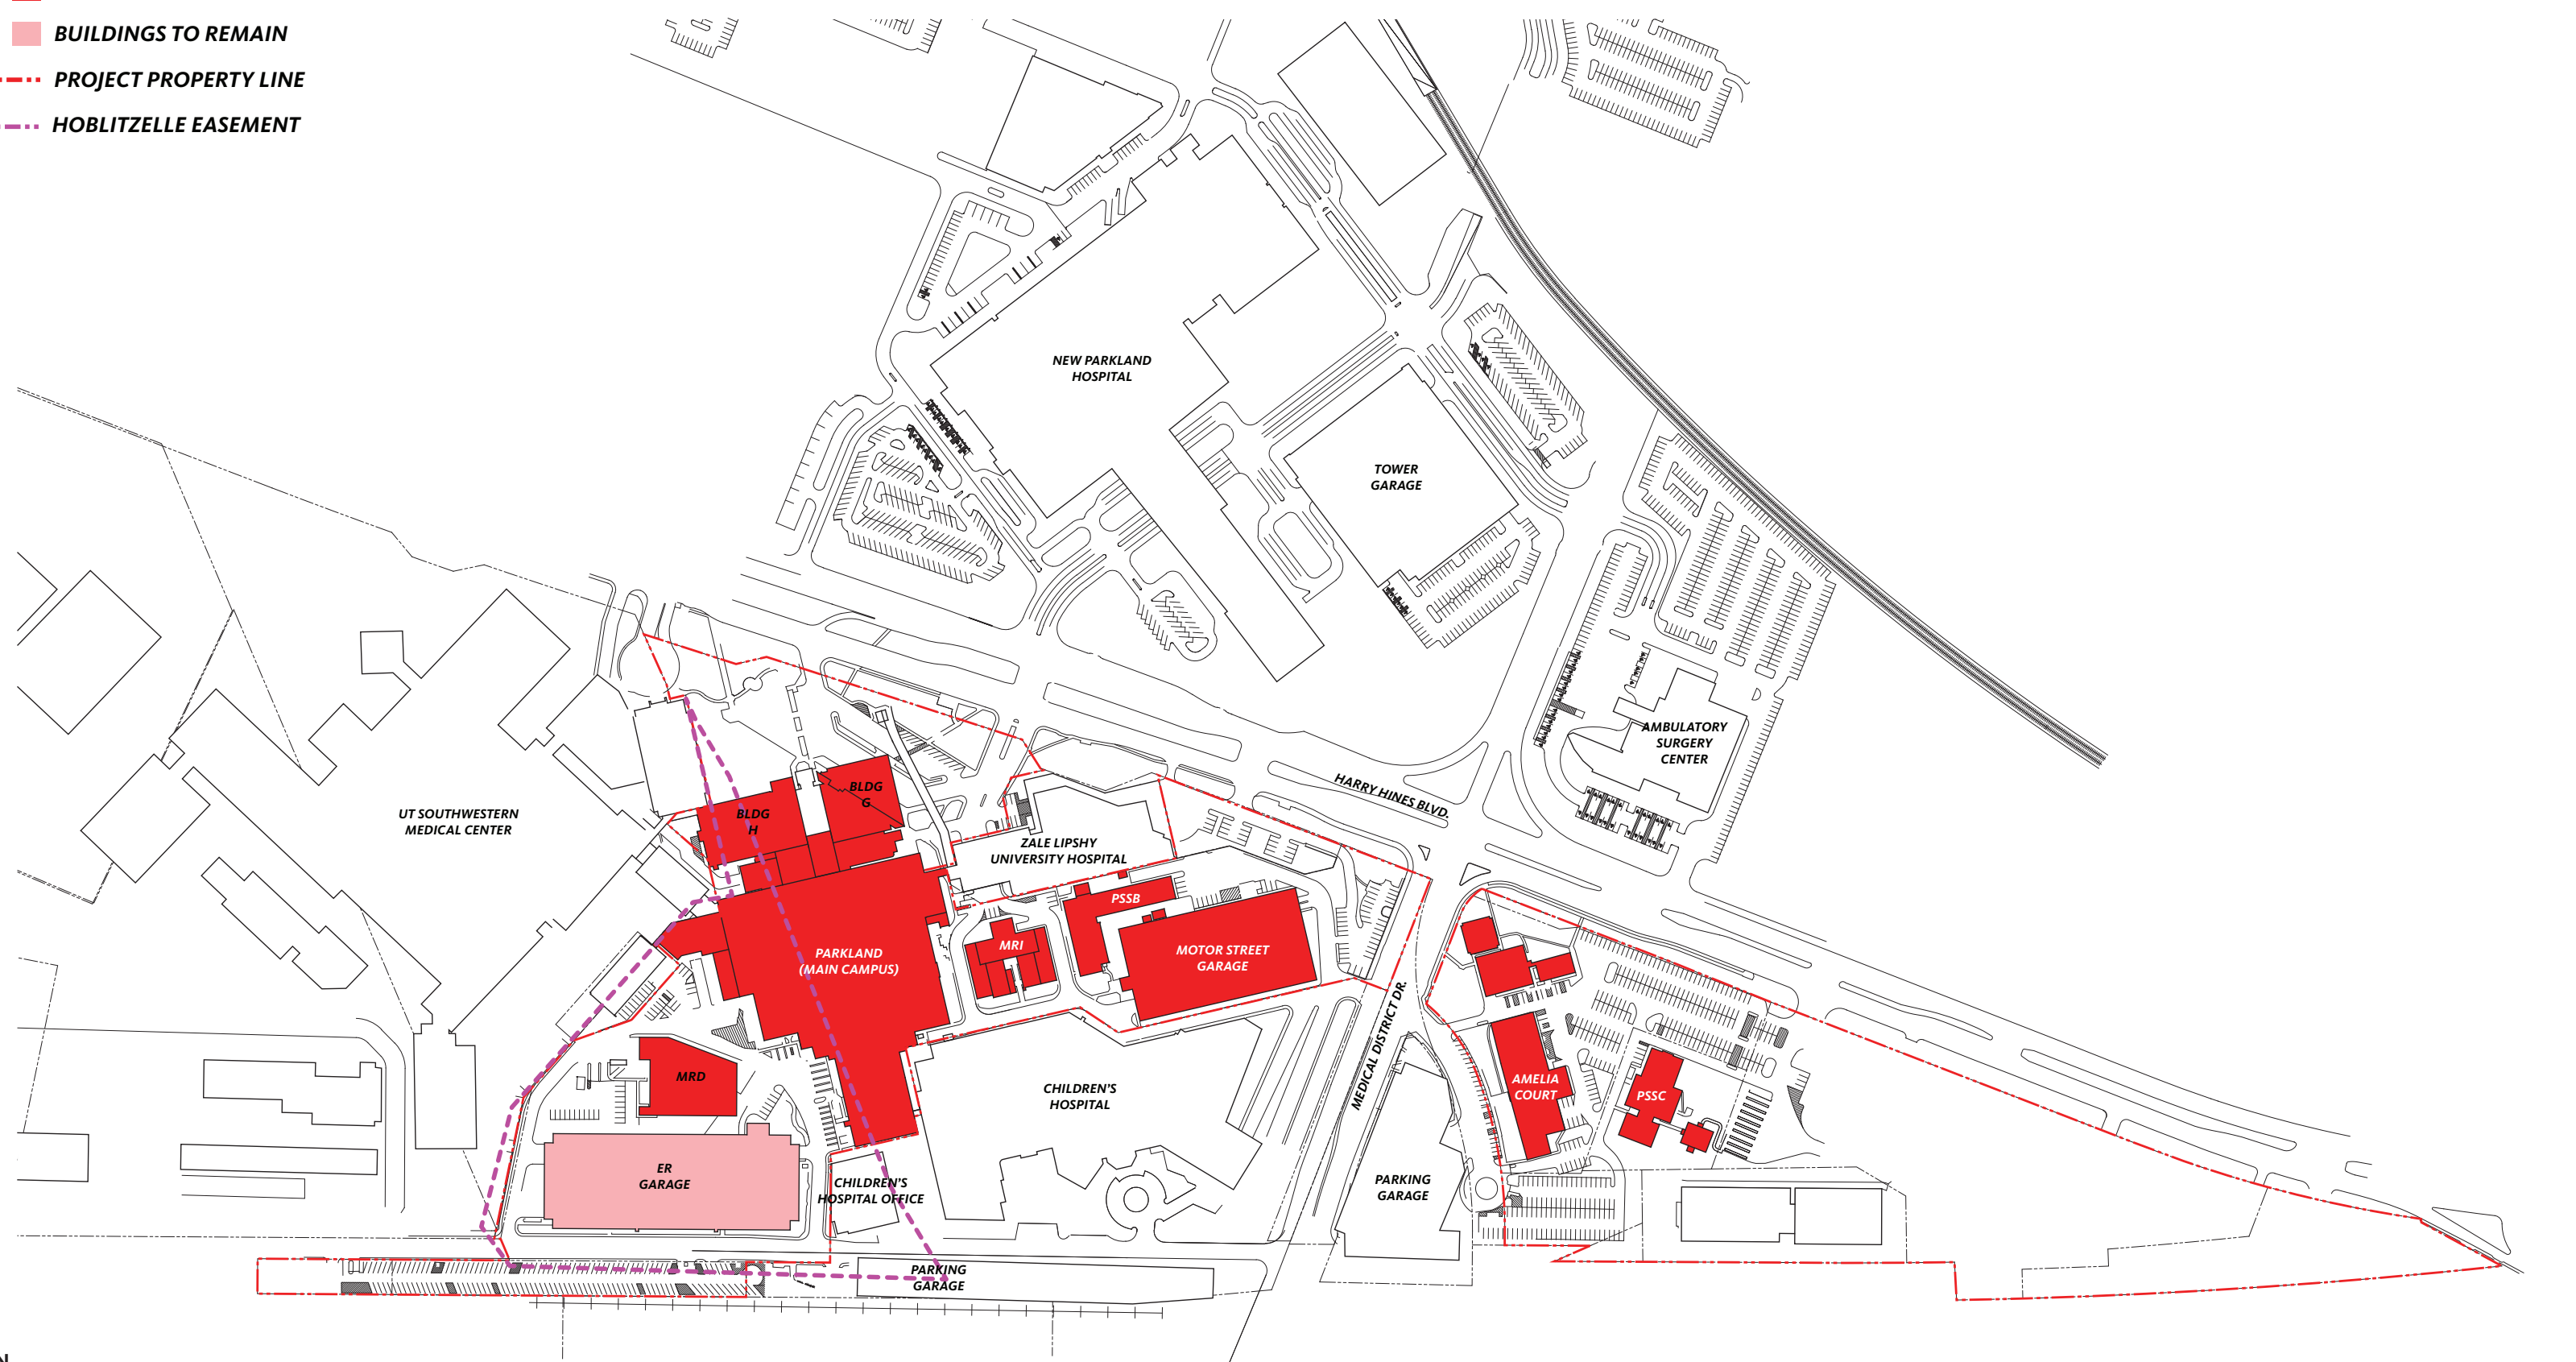 BUILDINGS TO REMAIN
PROJECT PROPERTY LINE
HOBLITZELLE EASEMENT
NEW PARKLAND
HOSPITAL
TOWER
GARAGE
AMBULATORY
SURGERY
CENTER
HARRY HINES BLVD.
UT SOUTHWESTERN
MEDICAL CENTER
BLDG
G
BLDG
H
ZALE LIPSHY
UNIVERSITY HOSPITAL
PSSB
MRI
MOTOR STREET
GARAGE
PARKLAND
(MAIN CAMPUS)
MEDICAL DISTRICT DR.
MRD
CHILDREN'S
HOSPITAL
AMELIA
COURT
PSSC
ER
GARAGE
CHILDREN'S
HOSPITAL OFFICE
PARKING
GARAGE
PARKING
GARAGE